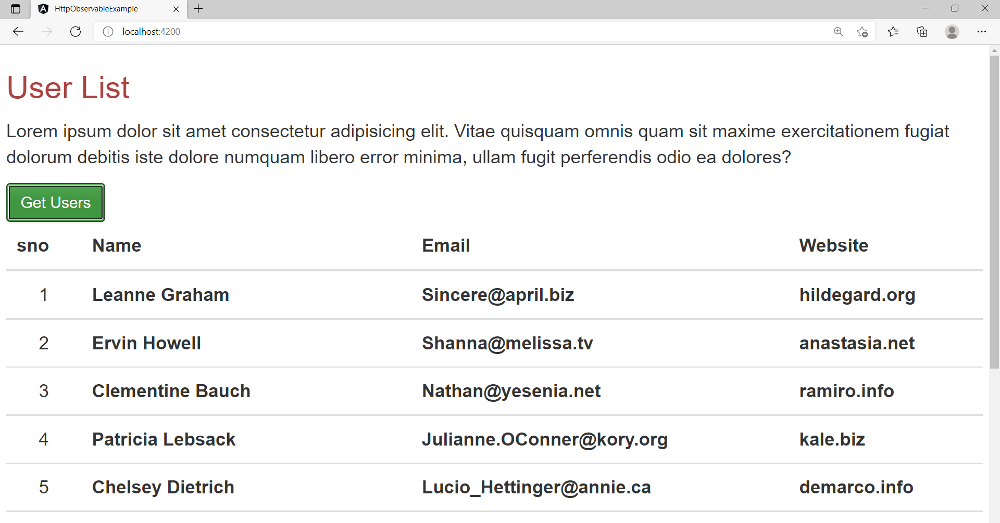 HttpObservableExample
localhost:4200
User List
Lorem ipsum dolor sit amet consectetur adipisicing elit. Vitae quisquam omnis quam sit maxime exercitationem fugiat
dolorum debitis iste dolore numquam libero error minima, ullam fugit perferendis odio ea dolores?
Get Users
sno Name Email Website
1 Leanne Graham Sincere@april.biz hildegard.org
2 Ervin Howell Shanna@melissa.tv anastasia.net
3 Clementine Bauch Nathan@yesenia.net ramiro.info
4 Patricia Lebsack Julianne.OConner@kory.org kale.biz
5 Chelsey Dietrich Lucio_Hettinger@annie.ca demarco.info